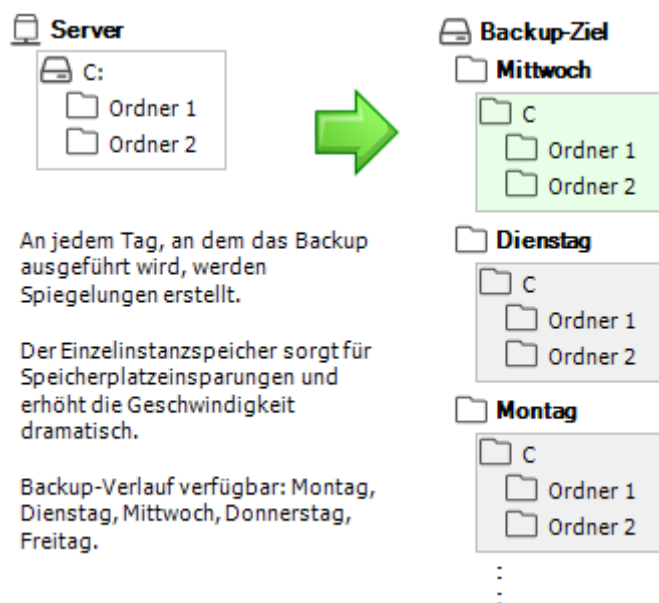 Server
C:
Ordner 1
Ordner 2
An jedem Tag, an dem das Backup
ausgeführt wird, werden
Spiegelungen erstellt.
Der Einzelinstanzspeicher sorgt für
Speicherplatzeinsparungen und
erhöht die Geschwindigkeit
dramatisch.
Backup-Verlauf verfügbar: Montag,
Dienstag, Mittwoch, Donnerstag,
Freitag.
Backup-Ziel
Mittwoch
C
Ordner 1
Ordner 2
Dienstag
C
Ordner 1
Ordner 2
Montag
C
Ordner 1
Ordner 2
:
: